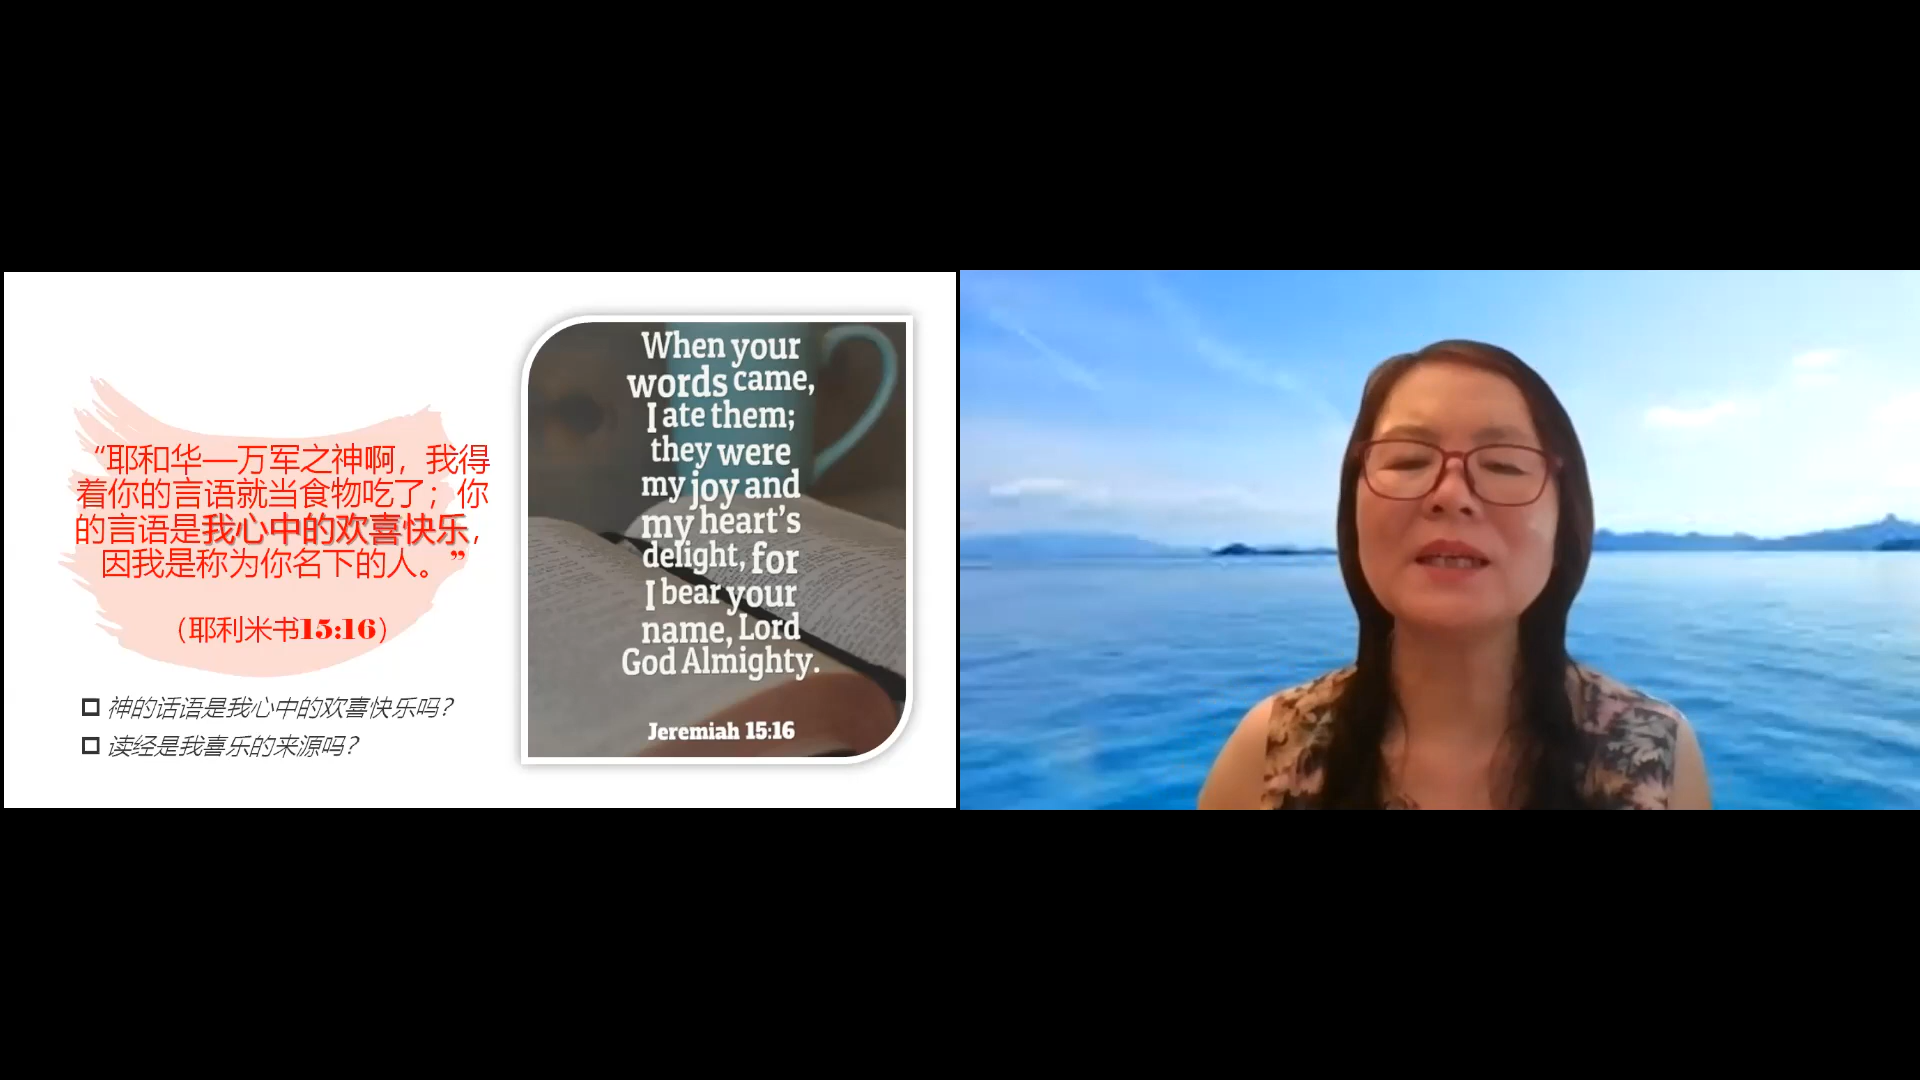 “耶和华—万军之神啊，我得
着你的言语就当食物吃了；你
的言语是我心中的欢喜快乐，
因我是称为你名下的人。”
（耶利米书15:16）
神的话语是我心中的欢喜快乐吗？
读经是我喜乐的来源吗？
When your
words came,
I ate them;
they were
my joy and
my heart’s
delight, for
I bear your
name, Lord
God Almighty.
Jeremiah 15:16